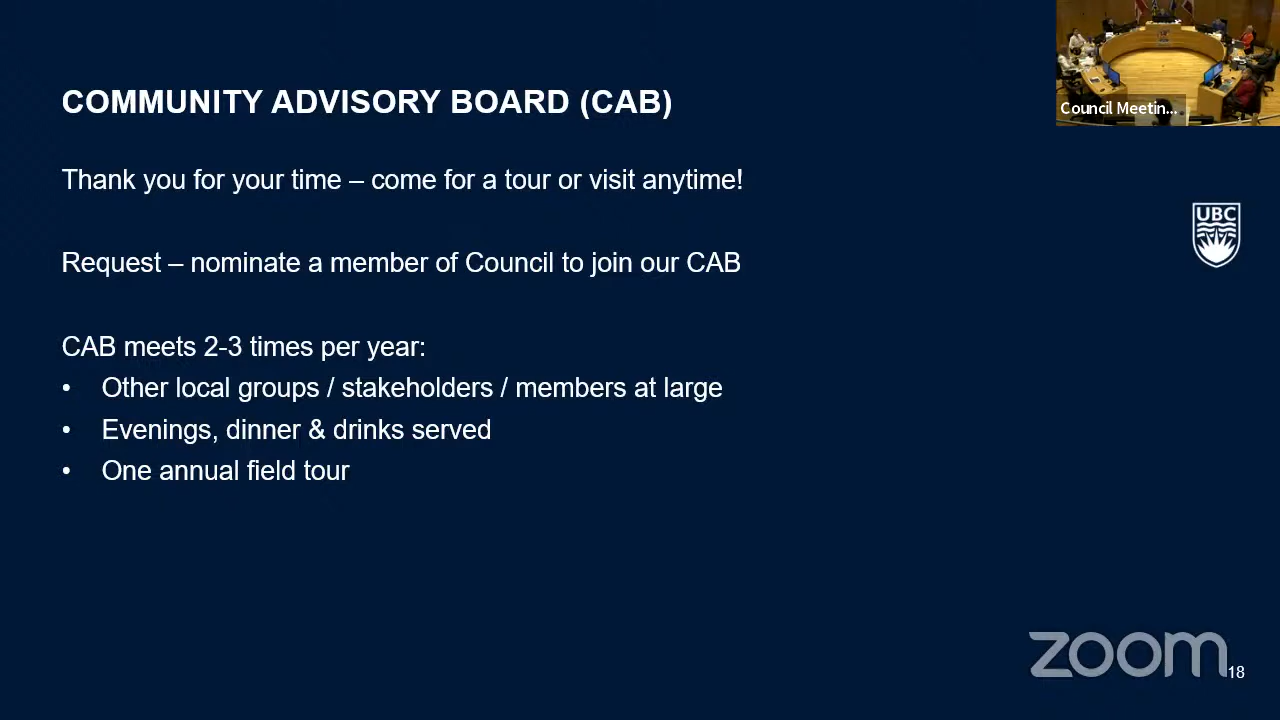 Council Meetin...
COMMUNITY ADVISORY BOARD (CAB)
Thank you for your time – come for a tour or visit anytime!
UBC
Request – nominate a member of Council to join our CAB
CAB meets 2-3 times per year:
• Other local groups / stakeholders / members at large
• Evenings, dinner & drinks served
• One annual field tour
zoom
18